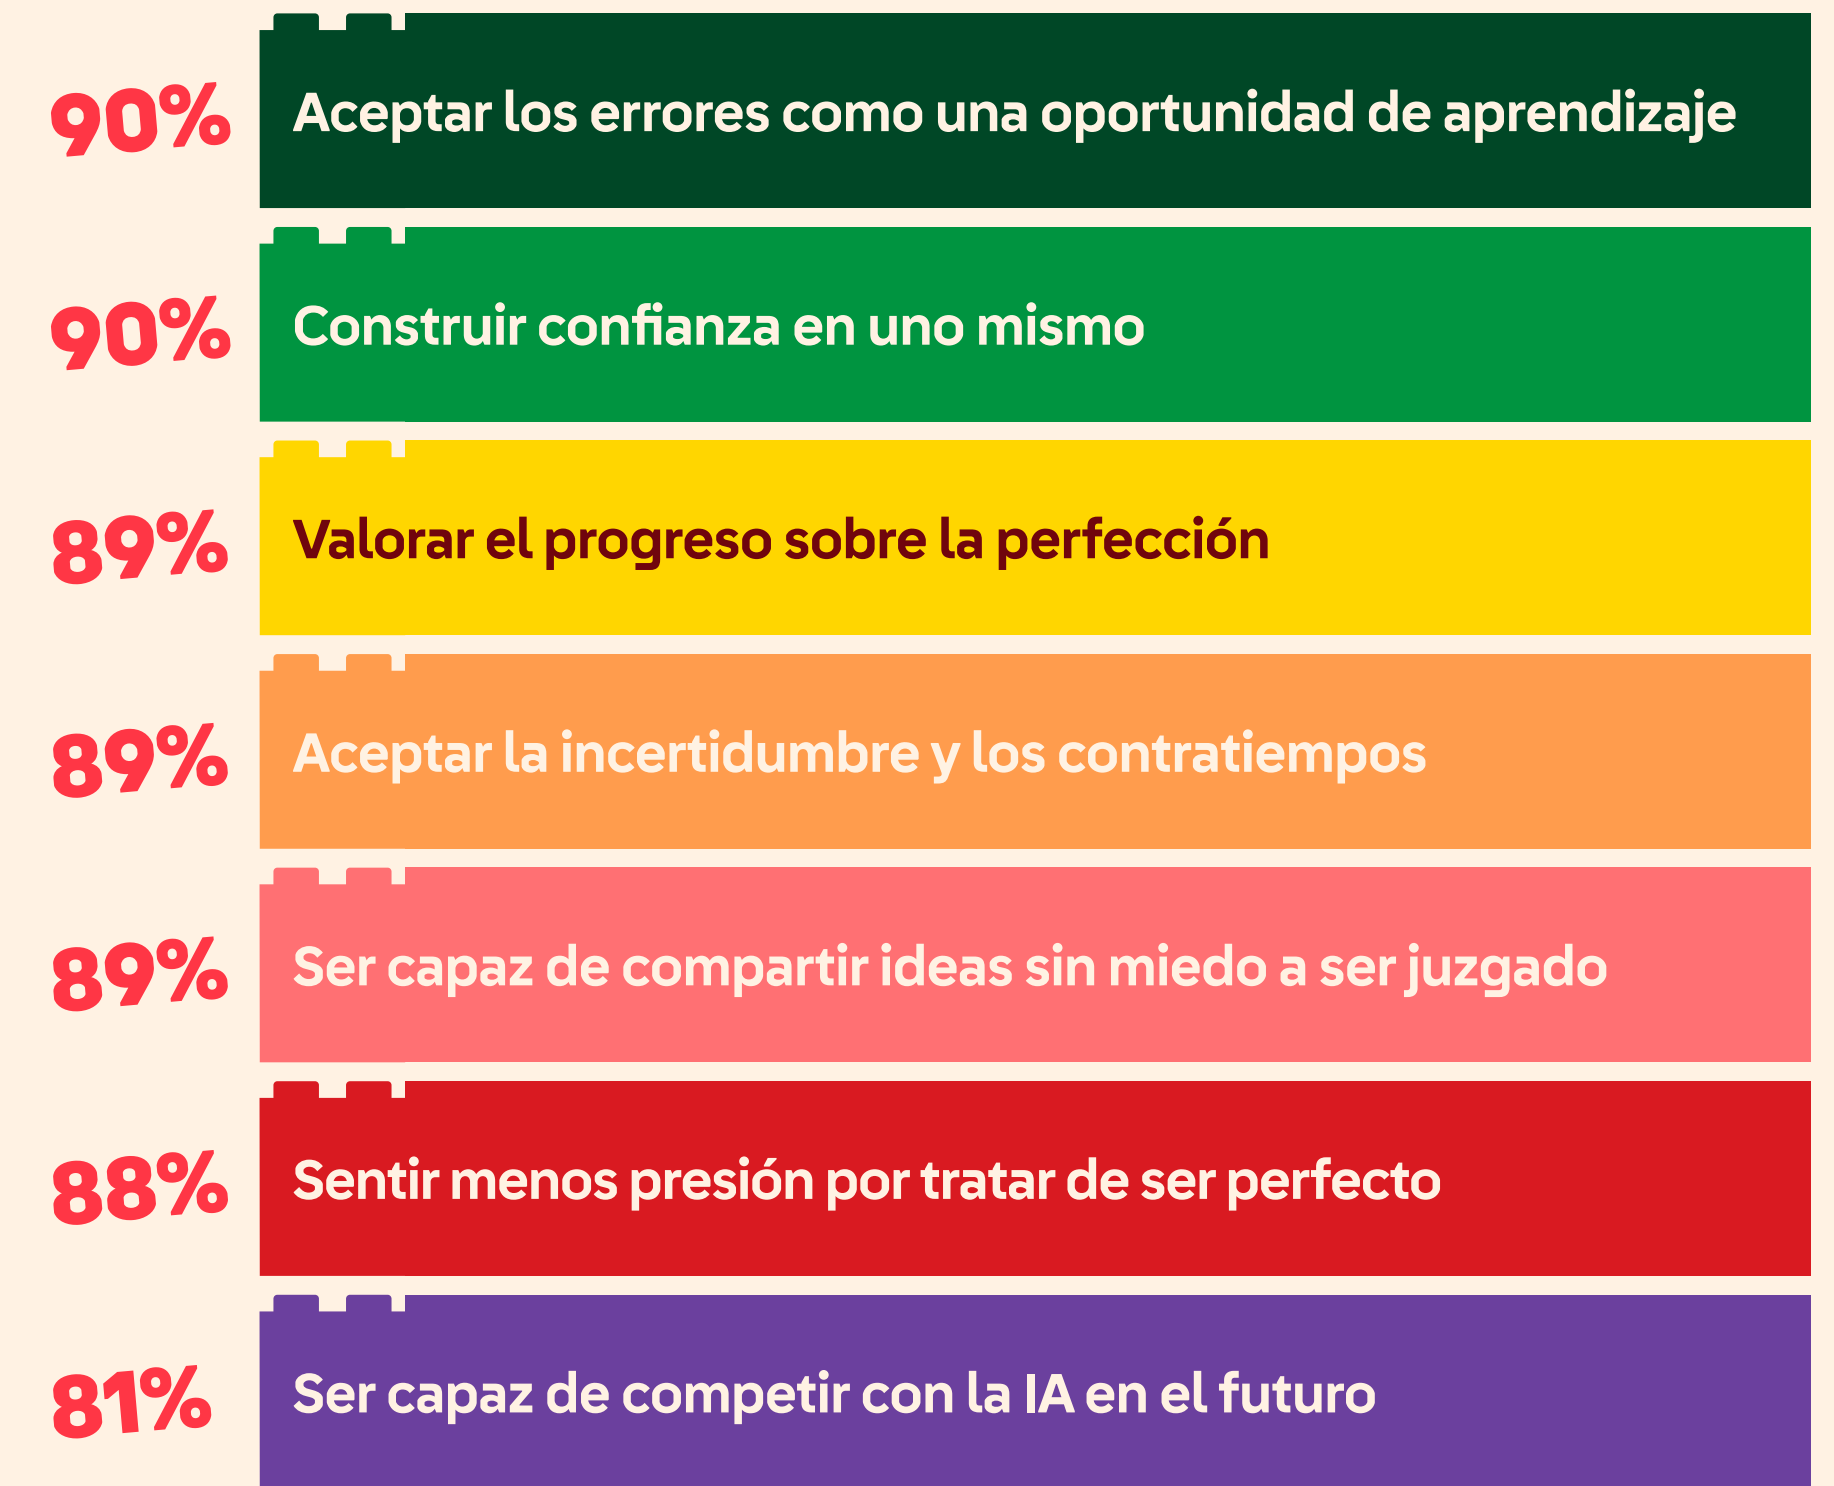 90% Aceptar los errores como una oportunidad de aprendizaje
90% Construir confianza en uno mismo
89% Valorar el progreso sobre la perfección
89% Aceptar la incertidumbre y los contratiempos
89% Ser capaz de compartir ideas sin miedo a ser juzgado
88% Sentir menos presión por tratar de ser perfecto
81% Ser capaz de competir con la IA en el futuro